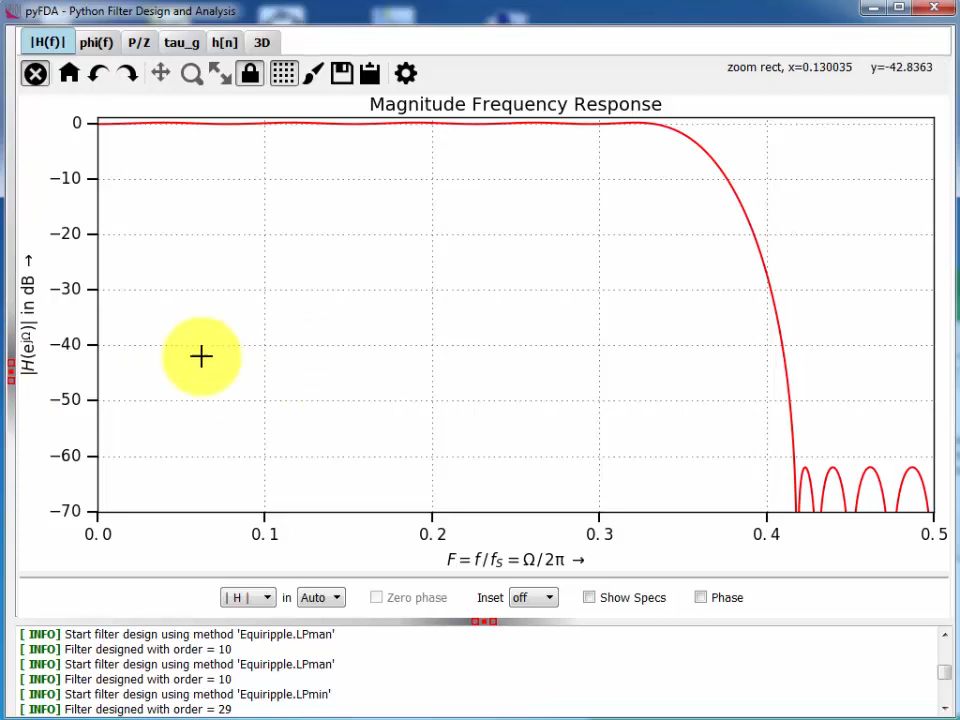 pyFDA - Python Filter Design and Analysis
|H(f)| phi(f) P/Z tau_g h[n] 3D
zoom rect, x=0.130035 y=-42.8363
Magnitude Frequency Response
0
−10
−20
−30
−40
−50
−60
−70
|H(e^jΩ)| in dB →
0.0 0.1 0.2 0.3 0.4 0.5
F = f/f_S = Ω/2π →
| H | in Auto Zero phase Inset off Show Specs Phase
[ INFO] Start filter design using method 'Equiripple.LPman'
[ INFO] Filter designed with order = 10
[ INFO] Start filter design using method 'Equiripple.LPman'
[ INFO] Filter designed with order = 10
[ INFO] Start filter design using method 'Equiripple.LPmin'
[ INFO] Filter designed with order = 29